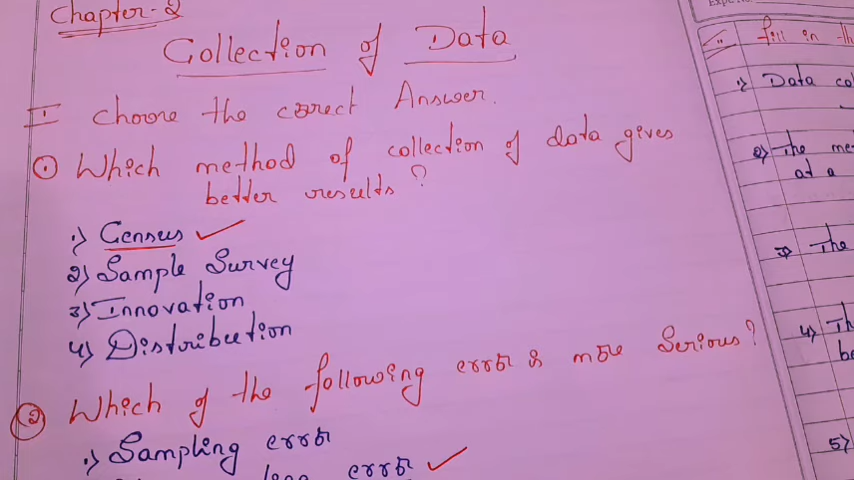 Chapter-2
Collection of Data
I Choose the correct Answer.
① Which method of collection of data gives
better results?
1) Census ✓
2) Sample Survey
3) Innovation
4) Distribution
② Which of the following error is more Serious?
1) Sampling error
error ✓
fill in
1) Data
2) The
at a
3) The
4)
5)